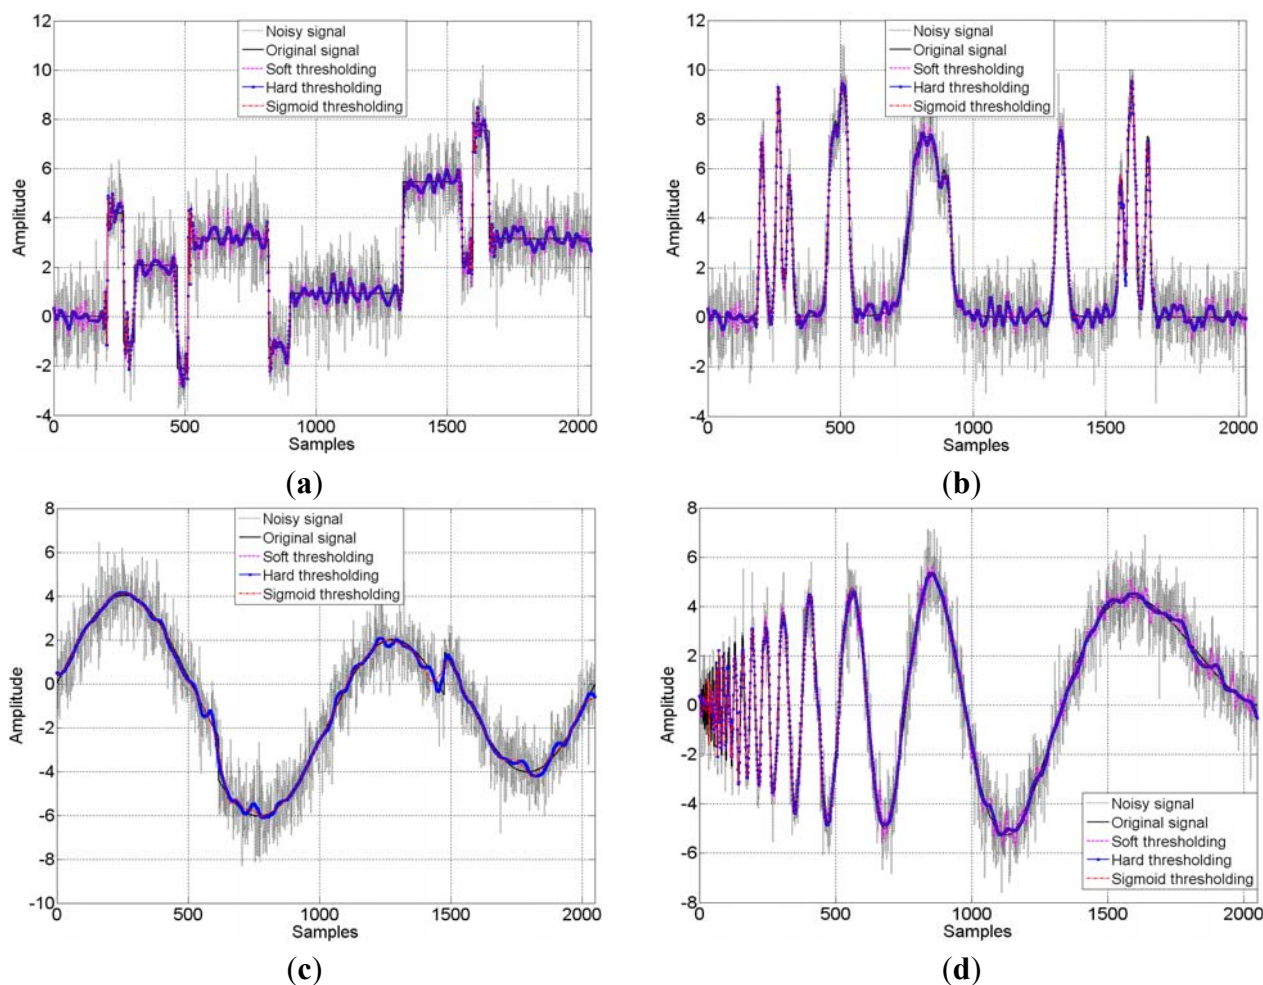 12
10
8
6
4
2
0
-2
-4
Amplitude
Noisy signal
Original signal
Soft thresholding
Hard thresholding
Sigmoid thresholding
0 500 1000 1500 2000
Samples
(a)
12
10
8
6
4
2
0
-2
-4
Amplitude
Noisy signal
Original signal
Soft thresholding
Hard thresholding
Sigmoid thresholding
0 500 1000 1500 2000
Samples
(b)
8
6
4
2
0
-2
-4
-6
-8
-10
Amplitude
Noisy signal
Original signal
Soft thresholding
Hard thresholding
Sigmoid thresholding
0 500 1000 1500 2000
Samples
(c)
8
6
4
2
0
-2
-4
-6
-8
Amplitude
Noisy signal
Original signal
Soft thresholding
Hard thresholding
Sigmoid thresholding
0 500 1000 1500 2000
Samples
(d)